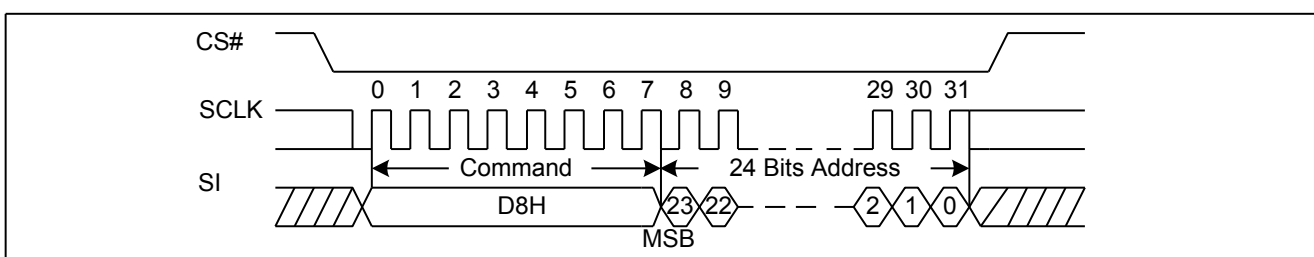 CS#
0 1 2 3 4 5 6 7 8 9 29 30 31
SCLK
Command 24 Bits Address
SI
D8H 23 22 2 1 0
MSB